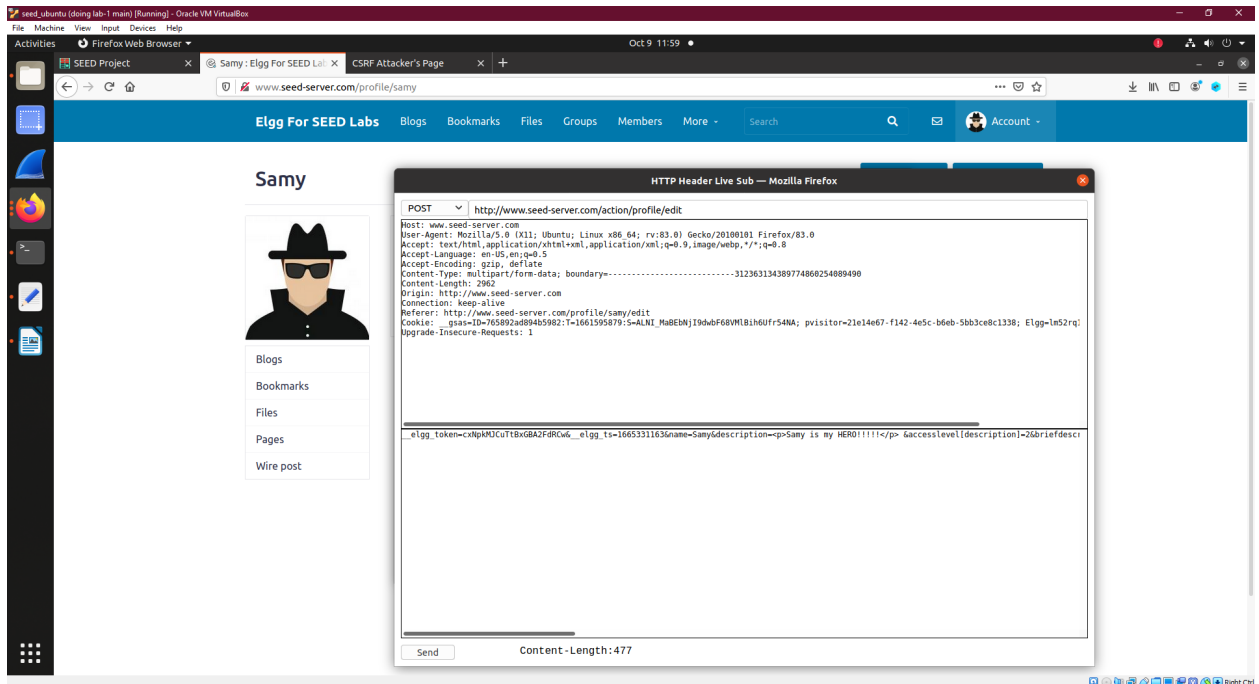 seed_ubuntu (doing lab-1 main) [Running] - Oracle VM VirtualBox
File Machine View Input Devices Help
Activities Firefox Web Browser Oct 9 11:59
SEED Project Samy : Elgg For SEED Lab CSRF Attacker's Page
www.seed-server.com/profile/samy
Elgg For SEED Labs Blogs Bookmarks Files Groups Members More Search Account
Samy
Blogs
Bookmarks
Files
Pages
Wire post
HTTP Header Live Sub — Mozilla Firefox
POST http://www.seed-server.com/action/profile/edit
Host: www.seed-server.com
User-Agent: Mozilla/5.0 (X11; Ubuntu; Linux x86_64; rv:83.0) Gecko/20100101 Firefox/83.0
Accept: text/html,application/xhtml+xml,application/xml;q=0.9,image/webp,*/*;q=0.8
Accept-Language: en-US,en;q=0.5
Accept-Encoding: gzip, deflate
Content-Type: multipart/form-data; boundary=---------------------------312363134389774860254089490
Content-Length: 2962
Origin: http://www.seed-server.com
Connection: keep-alive
Referer: http://www.seed-server.com/profile/samy/edit
Cookie: __gsas=ID=765892ad894b5982:T=1661595879:S=ALNI_MaBEbNjI9dwbF68VMlBih6Ufr54NA; pvisitor=21e14e67-f142-4e5c-b6eb-5bb3ce8c1338; Elgg=lm52rq
Upgrade-Insecure-Requests: 1
__elgg_token=cxNpkMJCuTtBxGBA2FdRCw&__elgg_ts=1665331163&name=Samy&description=<p>Samy is my HERO!!!!!</p> &accesslevel[description]=2&briefdescr
Send Content-Length:477
Right Ctrl